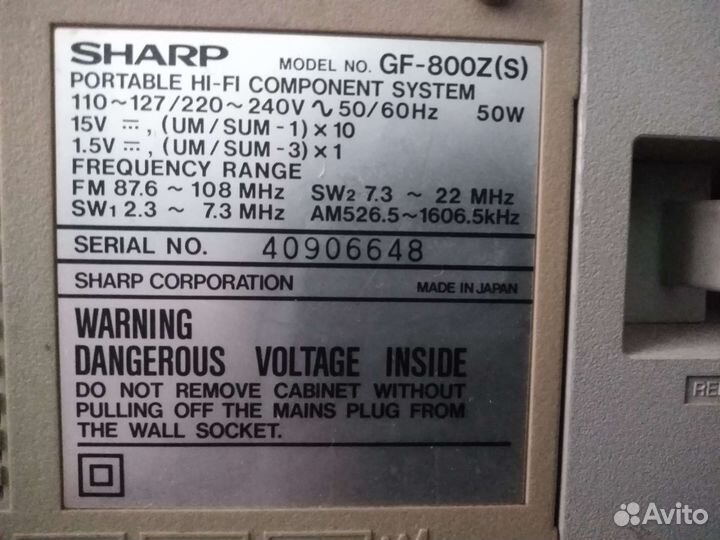 SHARP MODEL NO. GF-800Z(S)
PORTABLE HI-FI COMPONENT SYSTEM
110~127/220~240V ∿ 50/60Hz 50W
15V ⎓, (UM/SUM-1)×10
1.5V ⎓, (UM/SUM-3)×1
FREQUENCY RANGE
FM 87.6 ~ 108 MHz SW2 7.3 ~ 22 MHz
SW1 2.3 ~ 7.3 MHz AM526.5~1606.5kHz
SERIAL NO. 40906648
SHARP CORPORATION MADE IN JAPAN
WARNING
DANGEROUS VOLTAGE INSIDE
DO NOT REMOVE CABINET WITHOUT
PULLING OFF THE MAINS PLUG FROM
THE WALL SOCKET.
Avito